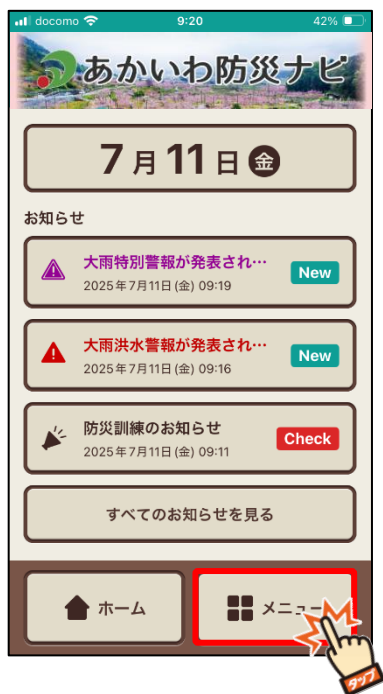 docomo 9:20 42%
あかいわ防災ナビ
7月11日 金
お知らせ
大雨特別警報が発表され…
2025年7月11日(金) 09:19
New
大雨洪水警報が発表され…
2025年7月11日(金) 09:16
New
防災訓練のお知らせ
2025年7月11日(金) 09:11
Check
すべてのお知らせを見る
ホーム
メニュー
タップ